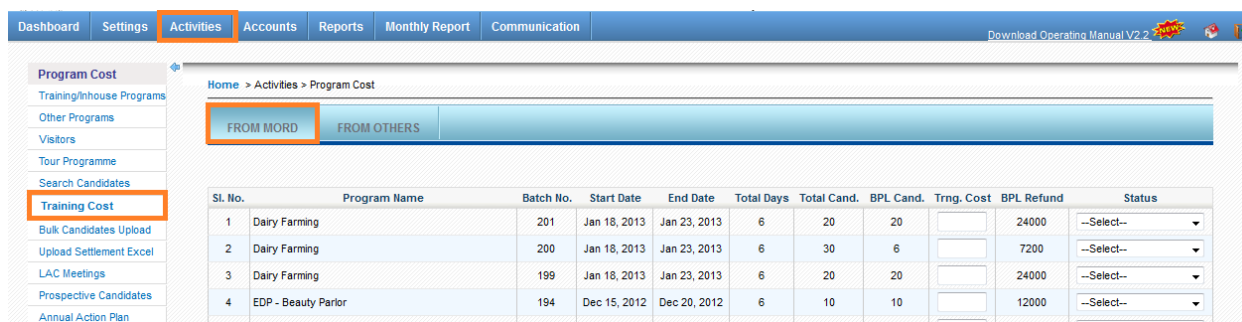 Dashboard Settings Activities Accounts Reports Monthly Report Communication
Download Operating Manual V2.2 NEW
Program Cost
Training/Inhouse Programs
Other Programs
Visitors
Tour Programme
Search Candidates
Training Cost
Bulk Candidates Upload
Upload Settlement Excel
LAC Meetings
Prospective Candidates
Annual Action Plan
Home > Activities > Program Cost
FROM MORD FROM OTHERS
Sl. No. Program Name Batch No. Start Date End Date Total Days Total Cand. BPL Cand. Trng. Cost BPL Refund Status
1 Dairy Farming 201 Jan 18, 2013 Jan 23, 2013 6 20 20 24000 --Select--
2 Dairy Farming 200 Jan 18, 2013 Jan 23, 2013 6 30 6 7200 --Select--
3 Dairy Farming 199 Jan 18, 2013 Jan 23, 2013 6 20 20 24000 --Select--
4 EDP - Beauty Parlor 194 Dec 15, 2012 Dec 20, 2012 6 10 10 12000 --Select--